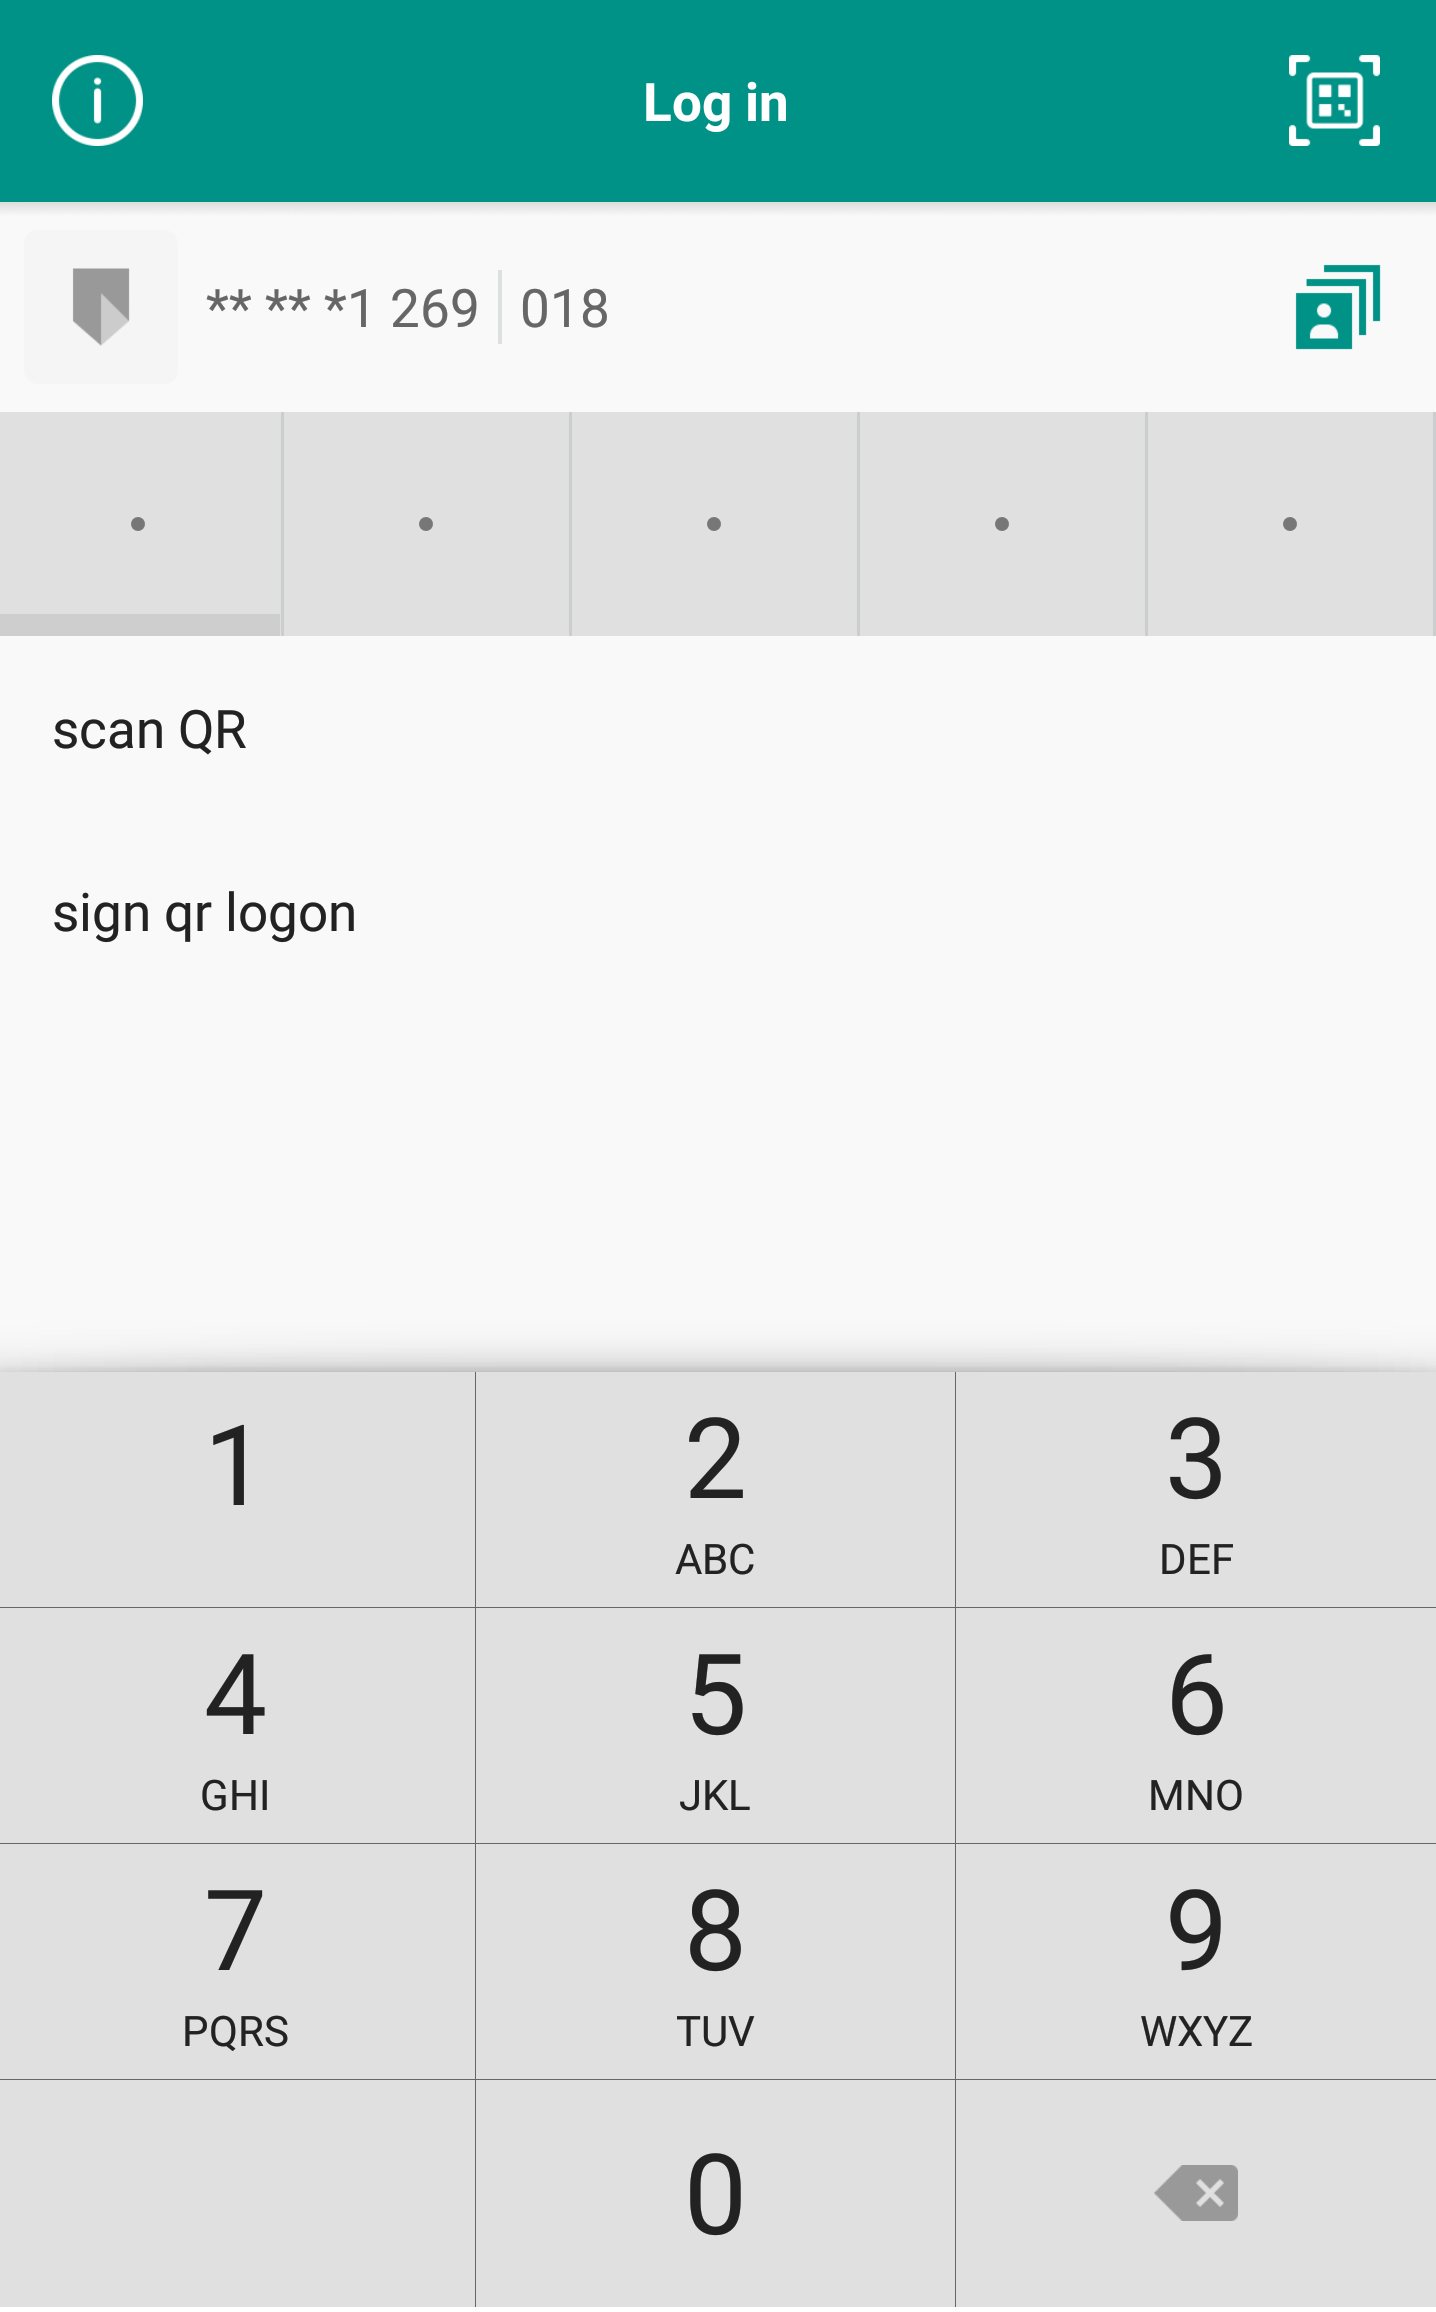 Log in
** ** *1 269 018
scan QR
sign qr logon
1 2 3
ABC DEF
4 5 6
GHI JKL MNO
7 8 9
PQRS TUV WXYZ
0